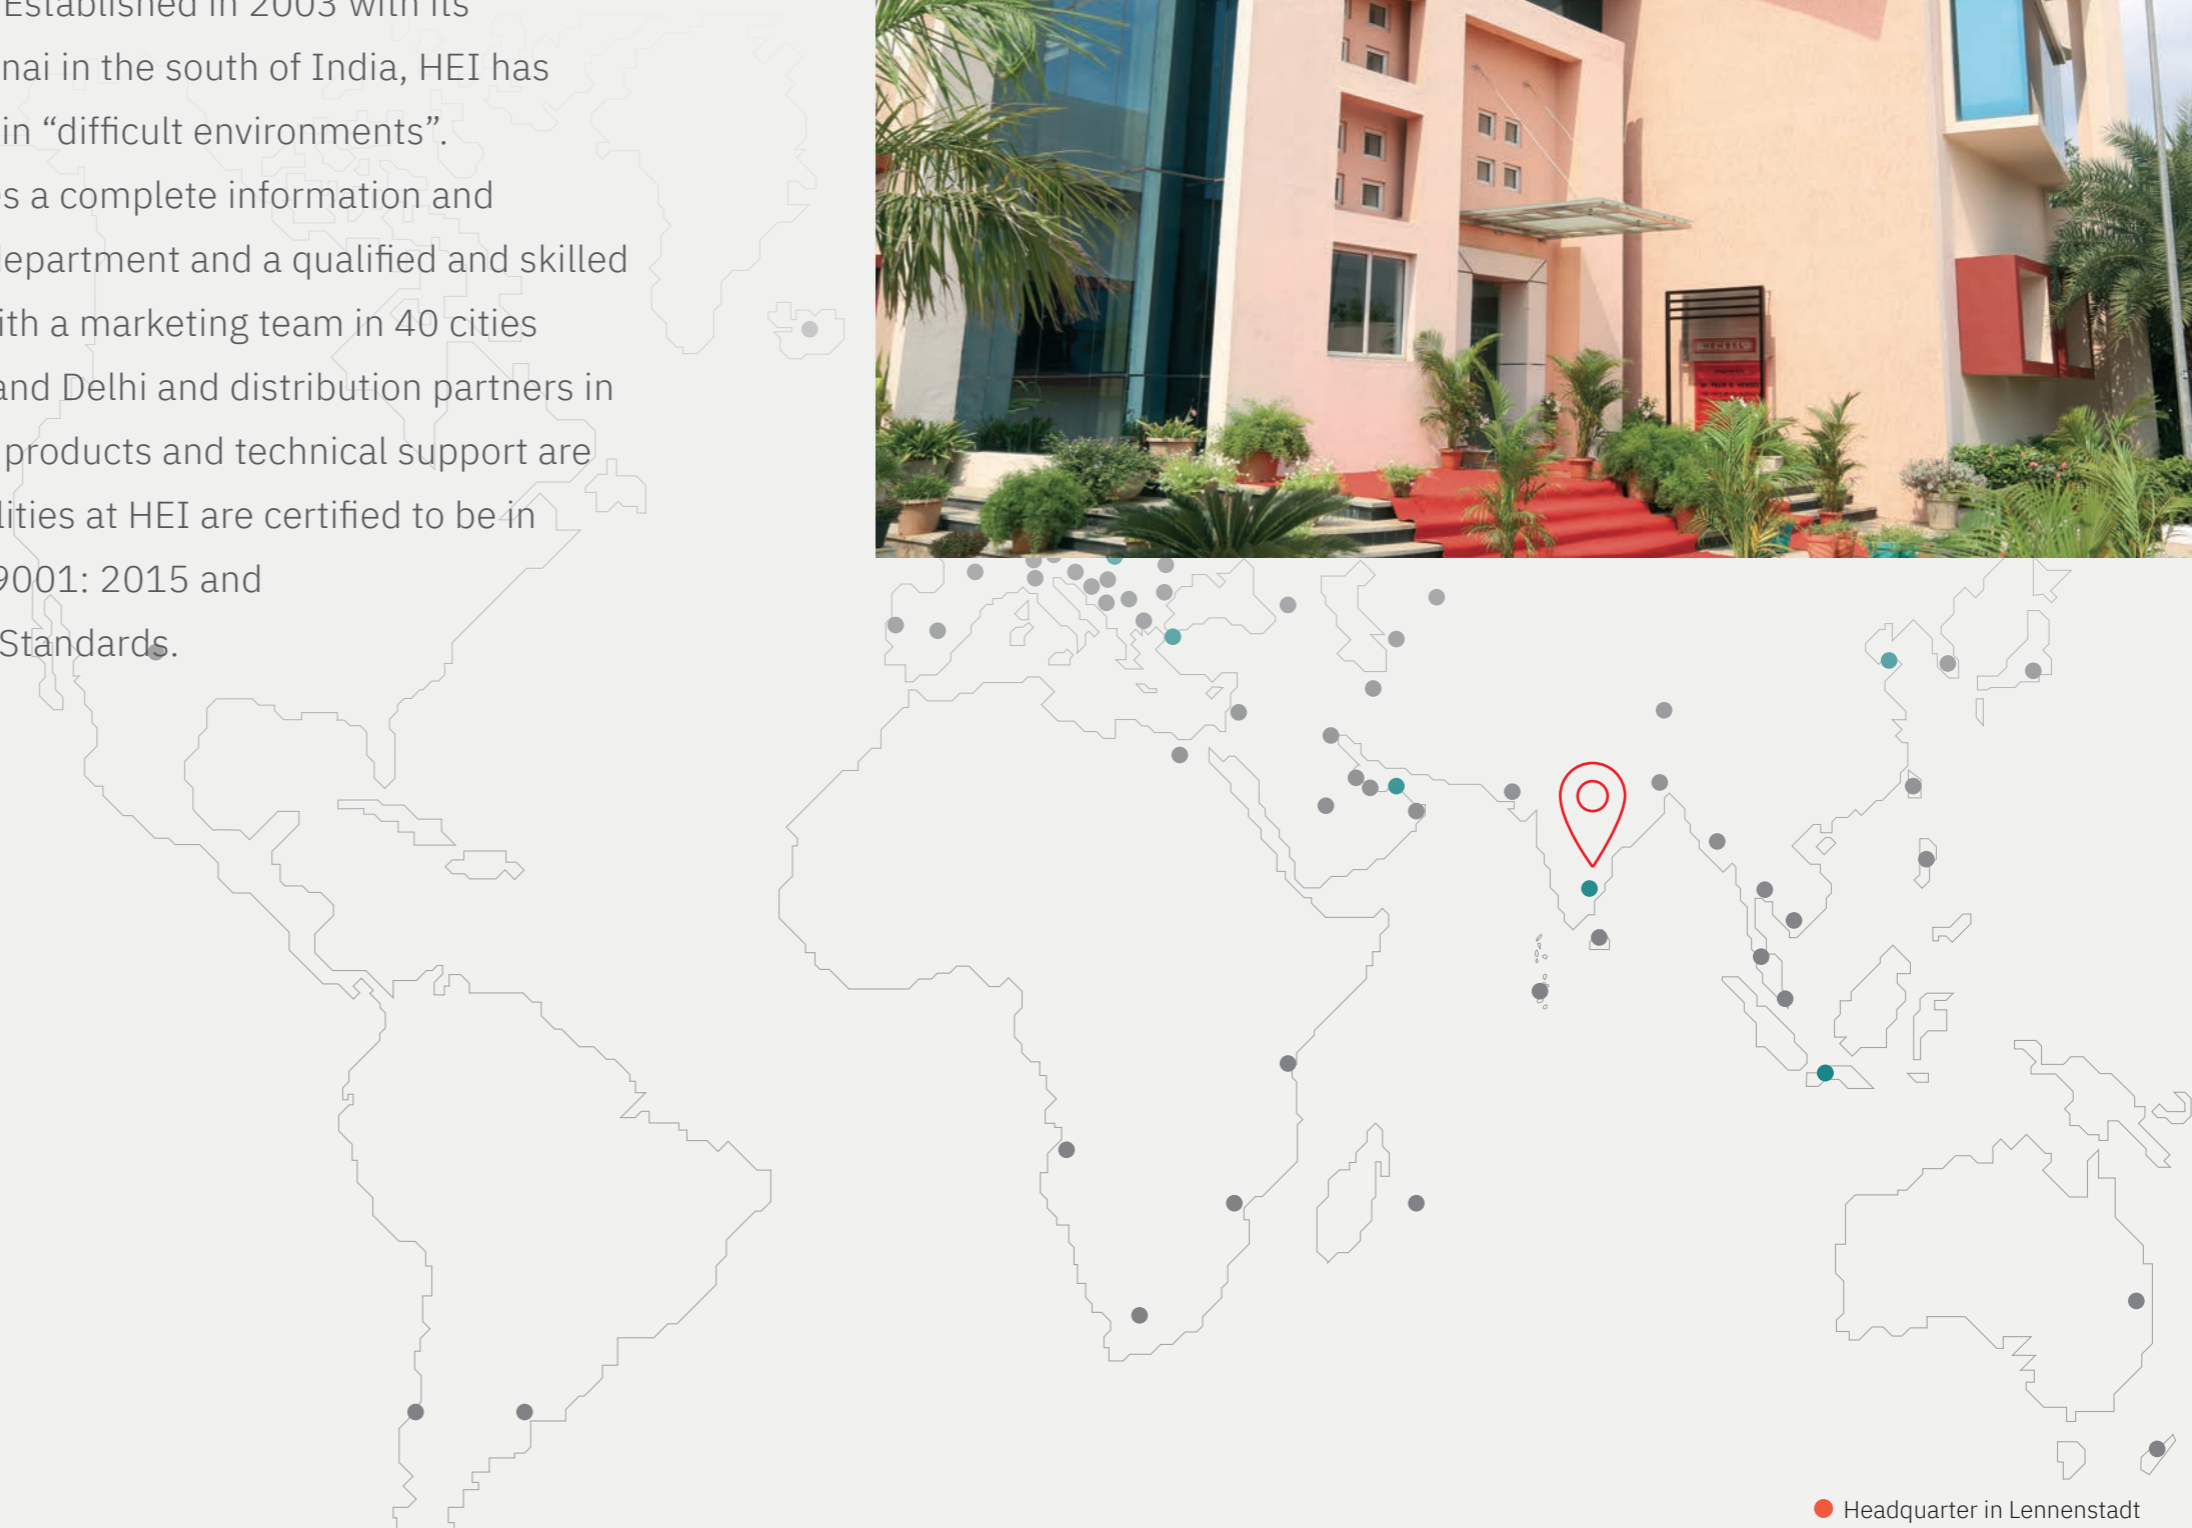 Established in 2003 with its
nai in the south of India, HEI has
in “difficult environments”.
s a complete information and
department and a qualified and skilled
ith a marketing team in 40 cities
and Delhi and distribution partners in
products and technical support are
lities at HEI are certified to be in
9001: 2015 and
Standards.
HENSEL
Headquarter in Lennenstadt